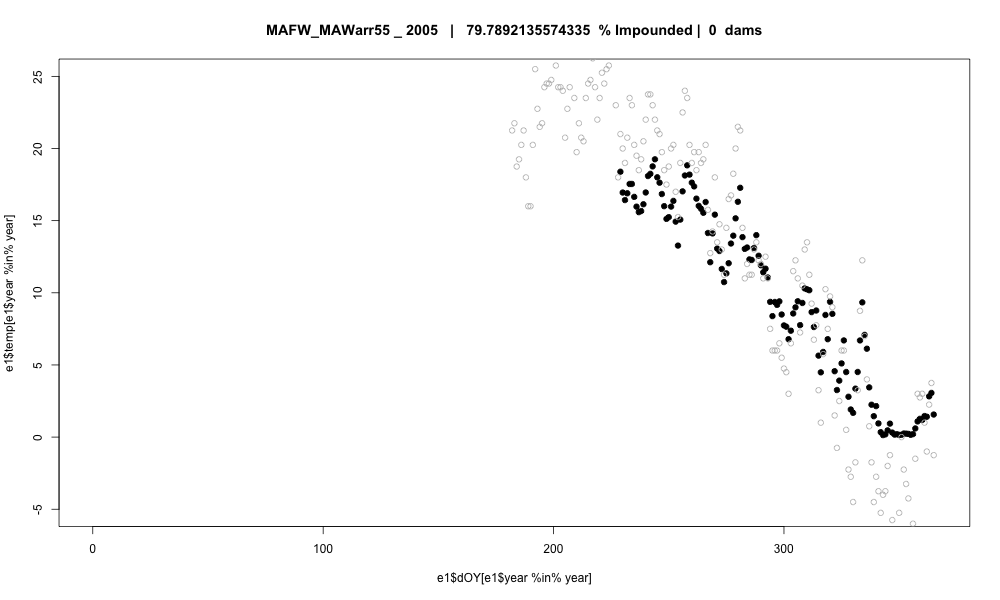 MAFW_MAWarr55 _ 2005 | 79.7892135574335 % Impounded | 0 dams
25
20
15
10
5
0
-5
e1$temp[e1$year %in% year]
0 100 200 300
e1$dOY[e1$year %in% year]